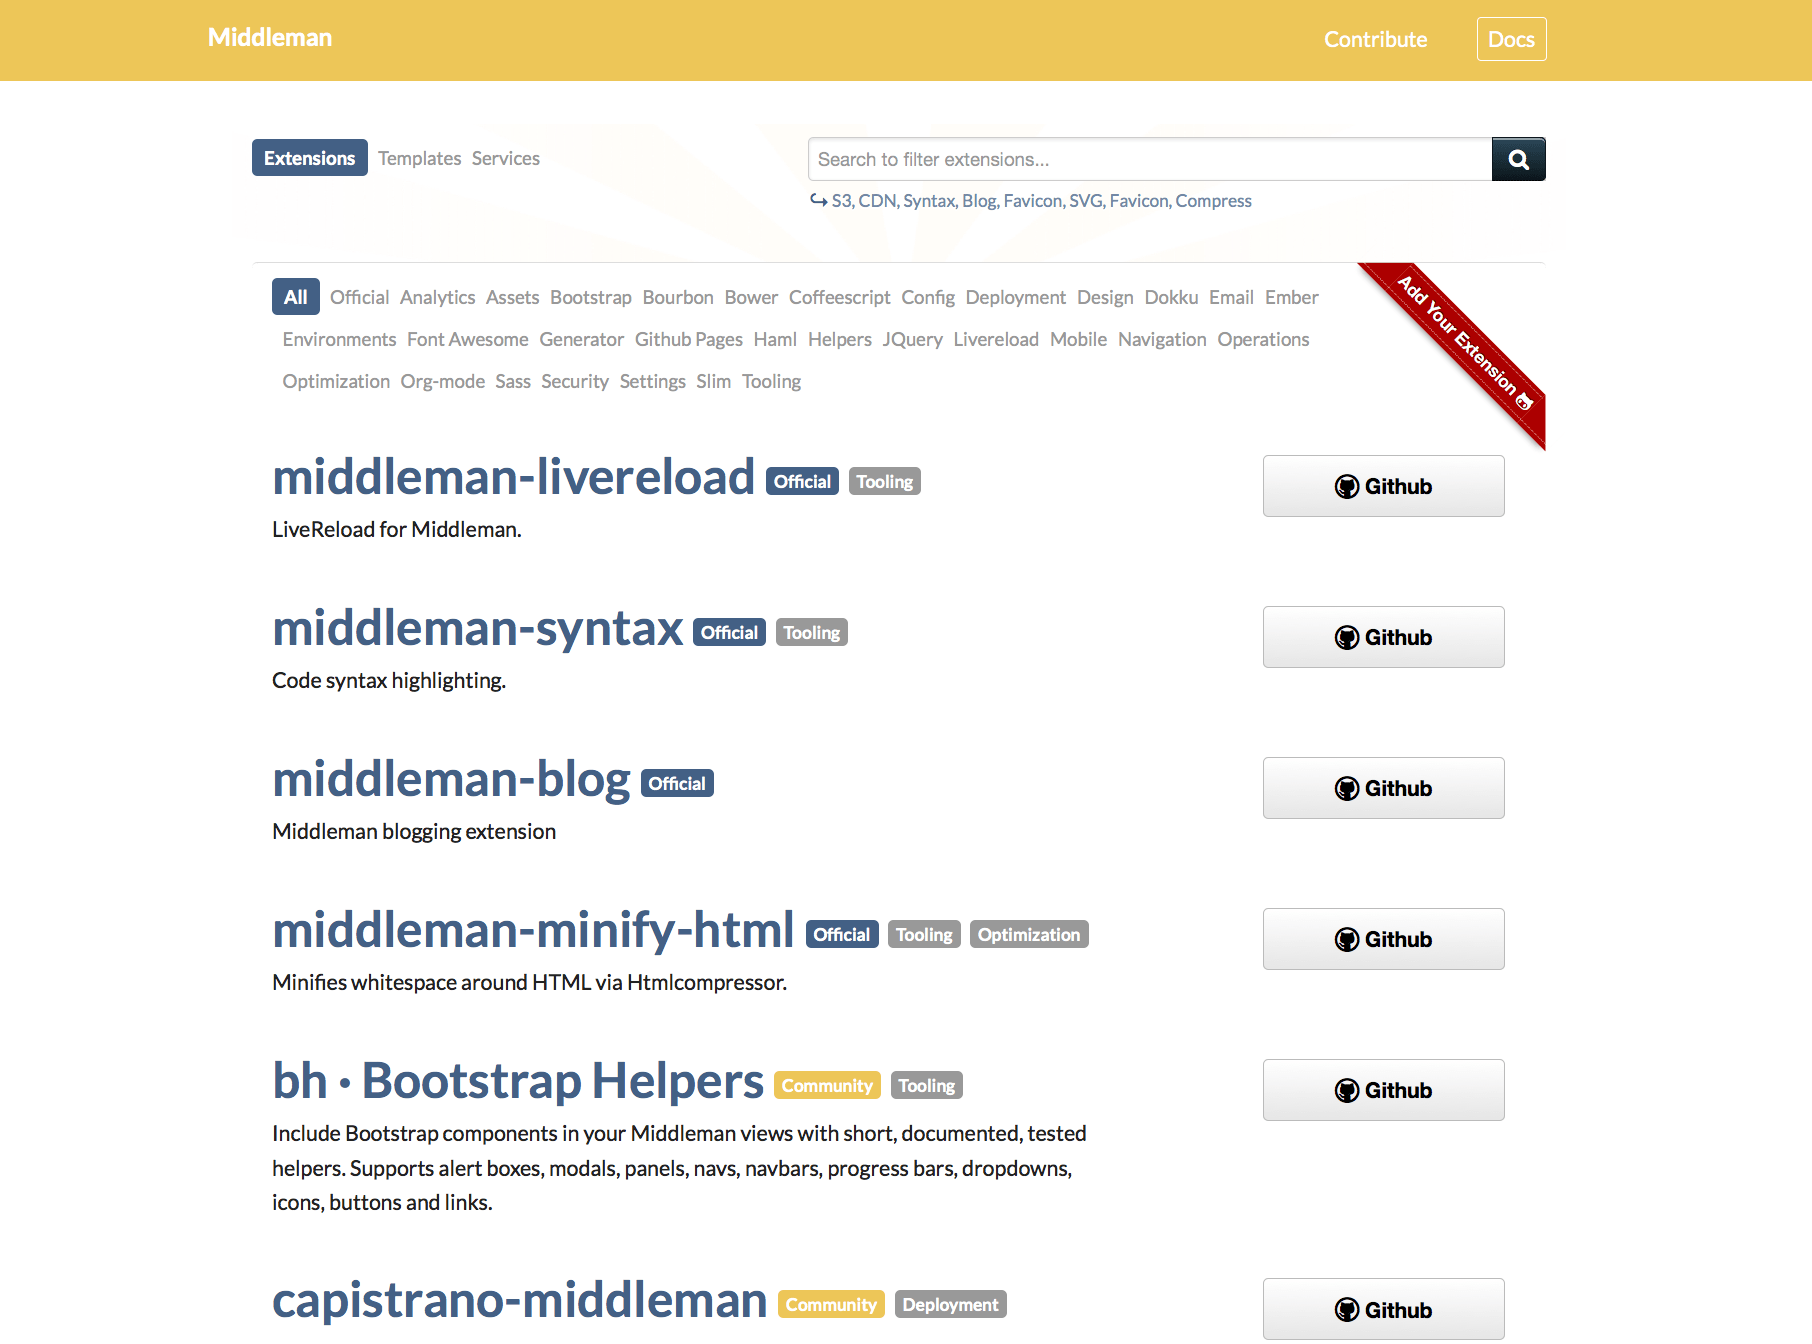 Middleman
Contribute
Docs
Extensions Templates Services
Search to filter extensions...
S3, CDN, Syntax, Blog, Favicon, SVG, Favicon, Compress
All Official Analytics Assets Bootstrap Bourbon Bower Coffeescript Config Deployment Design Dokku Email Ember
Environments Font Awesome Generator Github Pages Haml Helpers JQuery Livereload Mobile Navigation Operations
Optimization Org-mode Sass Security Settings Slim Tooling
Add Your Extension
middleman-livereload Official Tooling
Github
LiveReload for Middleman.
middleman-syntax Official Tooling
Github
Code syntax highlighting.
middleman-blog Official
Github
Middleman blogging extension
middleman-minify-html Official Tooling Optimization
Github
Minifies whitespace around HTML via Htmlcompressor.
bh · Bootstrap Helpers Community Tooling
Github
Include Bootstrap components in your Middleman views with short, documented, tested
helpers. Supports alert boxes, modals, panels, navs, navbars, progress bars, dropdowns,
icons, buttons and links.
capistrano-middleman Community Deployment
Github